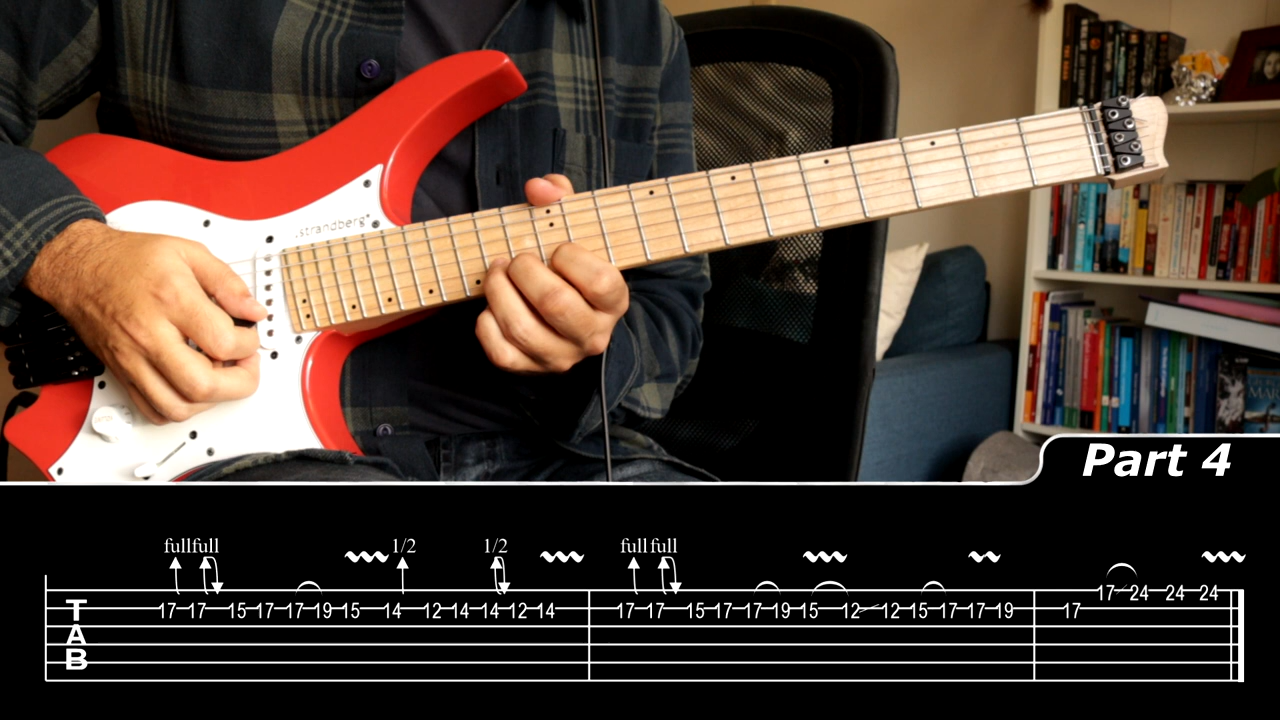 .strandberg*
Part 4
full full 1/2 1/2 full full
17 24 24 24
17 17 15 17 17 19 15 14 12 14 14 12 14 17 17 15 17 17 19 15 12 12 15 17 17 19 17
T
A
B